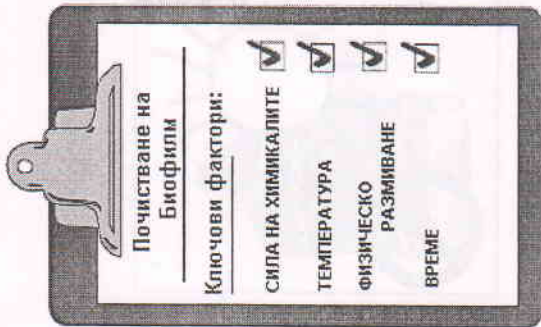 Почистване на
Биофилм
Ключови фактори:
СИЛА НА ХИМИКАЛИТЕ
ТЕМПЕРАТУРА
ФИЗИЧЕСКО
РАЗМИВАНЕ
ВРЕМЕ